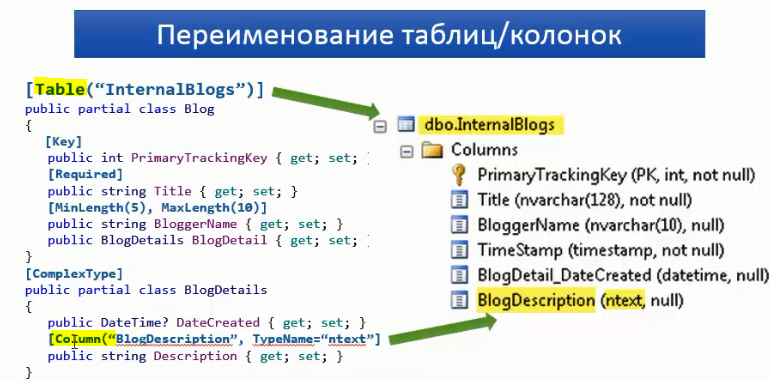 Переименование таблиц/колонок
[Table(“InternalBlogs”)]
public partial class Blog
{
[Key]
public int PrimaryTrackingKey { get; set; }
[Required]
public string Title { get; set; }
[MinLength(5), MaxLength(10)]
public string BloggerName { get; set; }
public BlogDetails BlogDetail { get; set; }
}
[ComplexType]
public partial class BlogDetails
{
public DateTime? DateCreated { get; set; }
[Column(“BlogDescription”, TypeName=“ntext”]
public string Description { get; set; }
}
dbo.InternalBlogs
Columns
PrimaryTrackingKey (PK, int, not null)
Title (nvarchar(128), not null)
BloggerName (nvarchar(10), null)
TimeStamp (timestamp, not null)
BlogDetail_DateCreated (datetime, null)
BlogDescription (ntext, null)